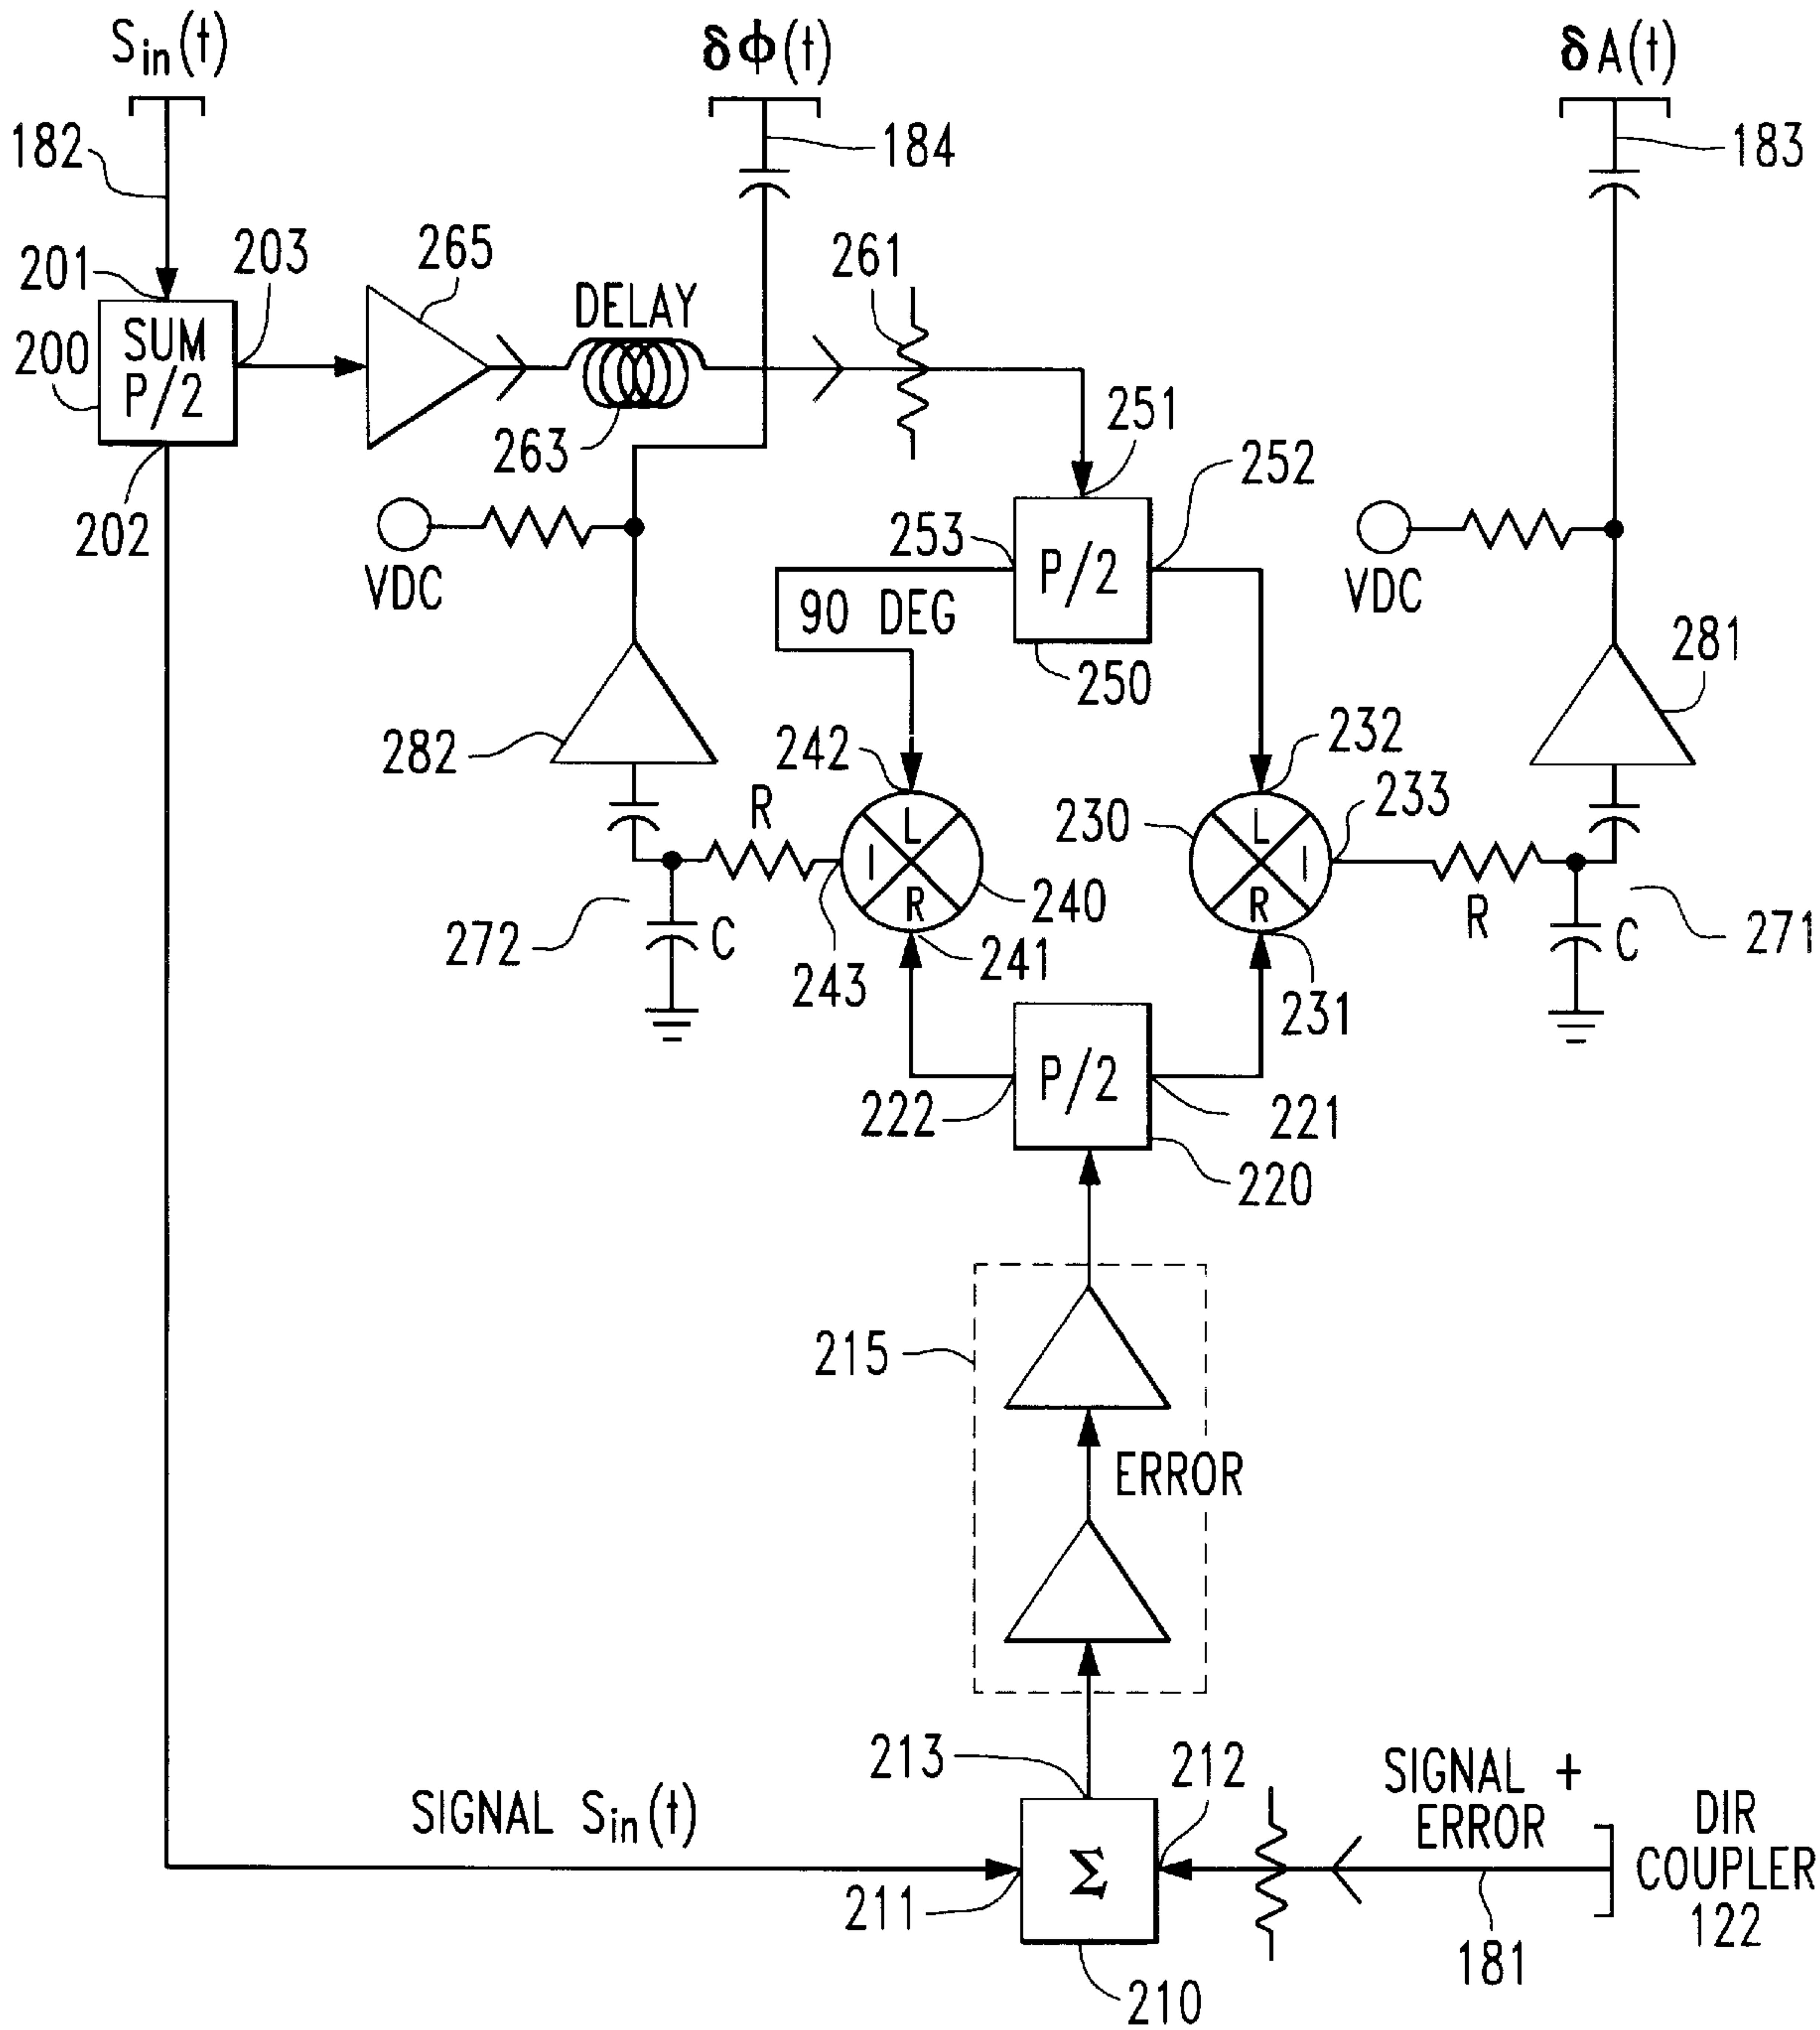 Sin(t)
δΦ(t)
δA(t)
182
184
183
201
203
265
261
200
SUM
P/2
DELAY
263
202
251
252
253
P/2
VDC
VDC
90 DEG
250
281
282
242
232
233
R
L
I
R
230
L
I
R
240
R
272
C
243
241
231
C
271
222
P/2
221
220
215
ERROR
213
212
SIGNAL +
ERROR
DIR
COUPLER
122
SIGNAL Sin(t)
Σ
211
181
210